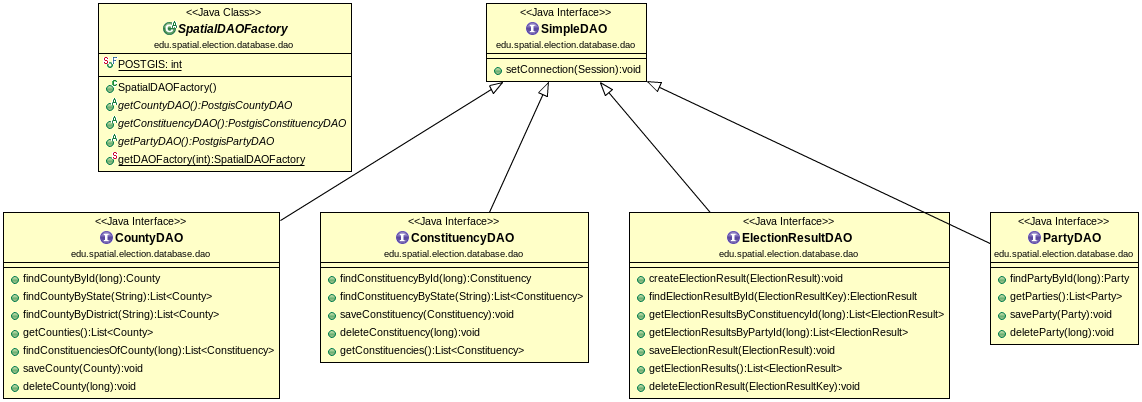 <<Java Class>>
SpatialDAOFactory
edu.spatial.election.database.dao
POSTGIS: int
SpatialDAOFactory()
getCountyDAO():PostgisCountyDAO
getConstituencyDAO():PostgisConstituencyDAO
getPartyDAO():PostgisPartyDAO
getDAOFactory(int):SpatialDAOFactory
<<Java Interface>>
SimpleDAO
edu.spatial.election.database.dao
setConnection(Session):void
<<Java Interface>>
CountyDAO
edu.spatial.election.database.dao
findCountyById(long):County
findCountyByState(String):List<County>
findCountyByDistrict(String):List<County>
getCounties():List<County>
findConstituenciesOfCounty(long):List<Constituency>
saveCounty(County):void
deleteCounty(long):void
<<Java Interface>>
ConstituencyDAO
edu.spatial.election.database.dao
findConstituencyById(long):Constituency
findConstituencyByState(String):List<Constituency>
saveConstituency(Constituency):void
deleteConstituency(long):void
getConstituencies():List<Constituency>
<<Java Interface>>
ElectionResultDAO
edu.spatial.election.database.dao
createElectionResult(ElectionResult):void
findElectionResultById(ElectionResultKey):ElectionResult
getElectionResultsByConstituencyId(long):List<ElectionResult>
getElectionResultsByPartyId(long):List<ElectionResult>
saveElectionResult(ElectionResult):void
getElectionResults():List<ElectionResult>
deleteElectionResult(ElectionResultKey):void
<<Java Interface>>
PartyDAO
edu.spatial.election.database.dao
findPartyById(long):Party
getParties():List<Party>
saveParty(Party):void
deleteParty(long):void